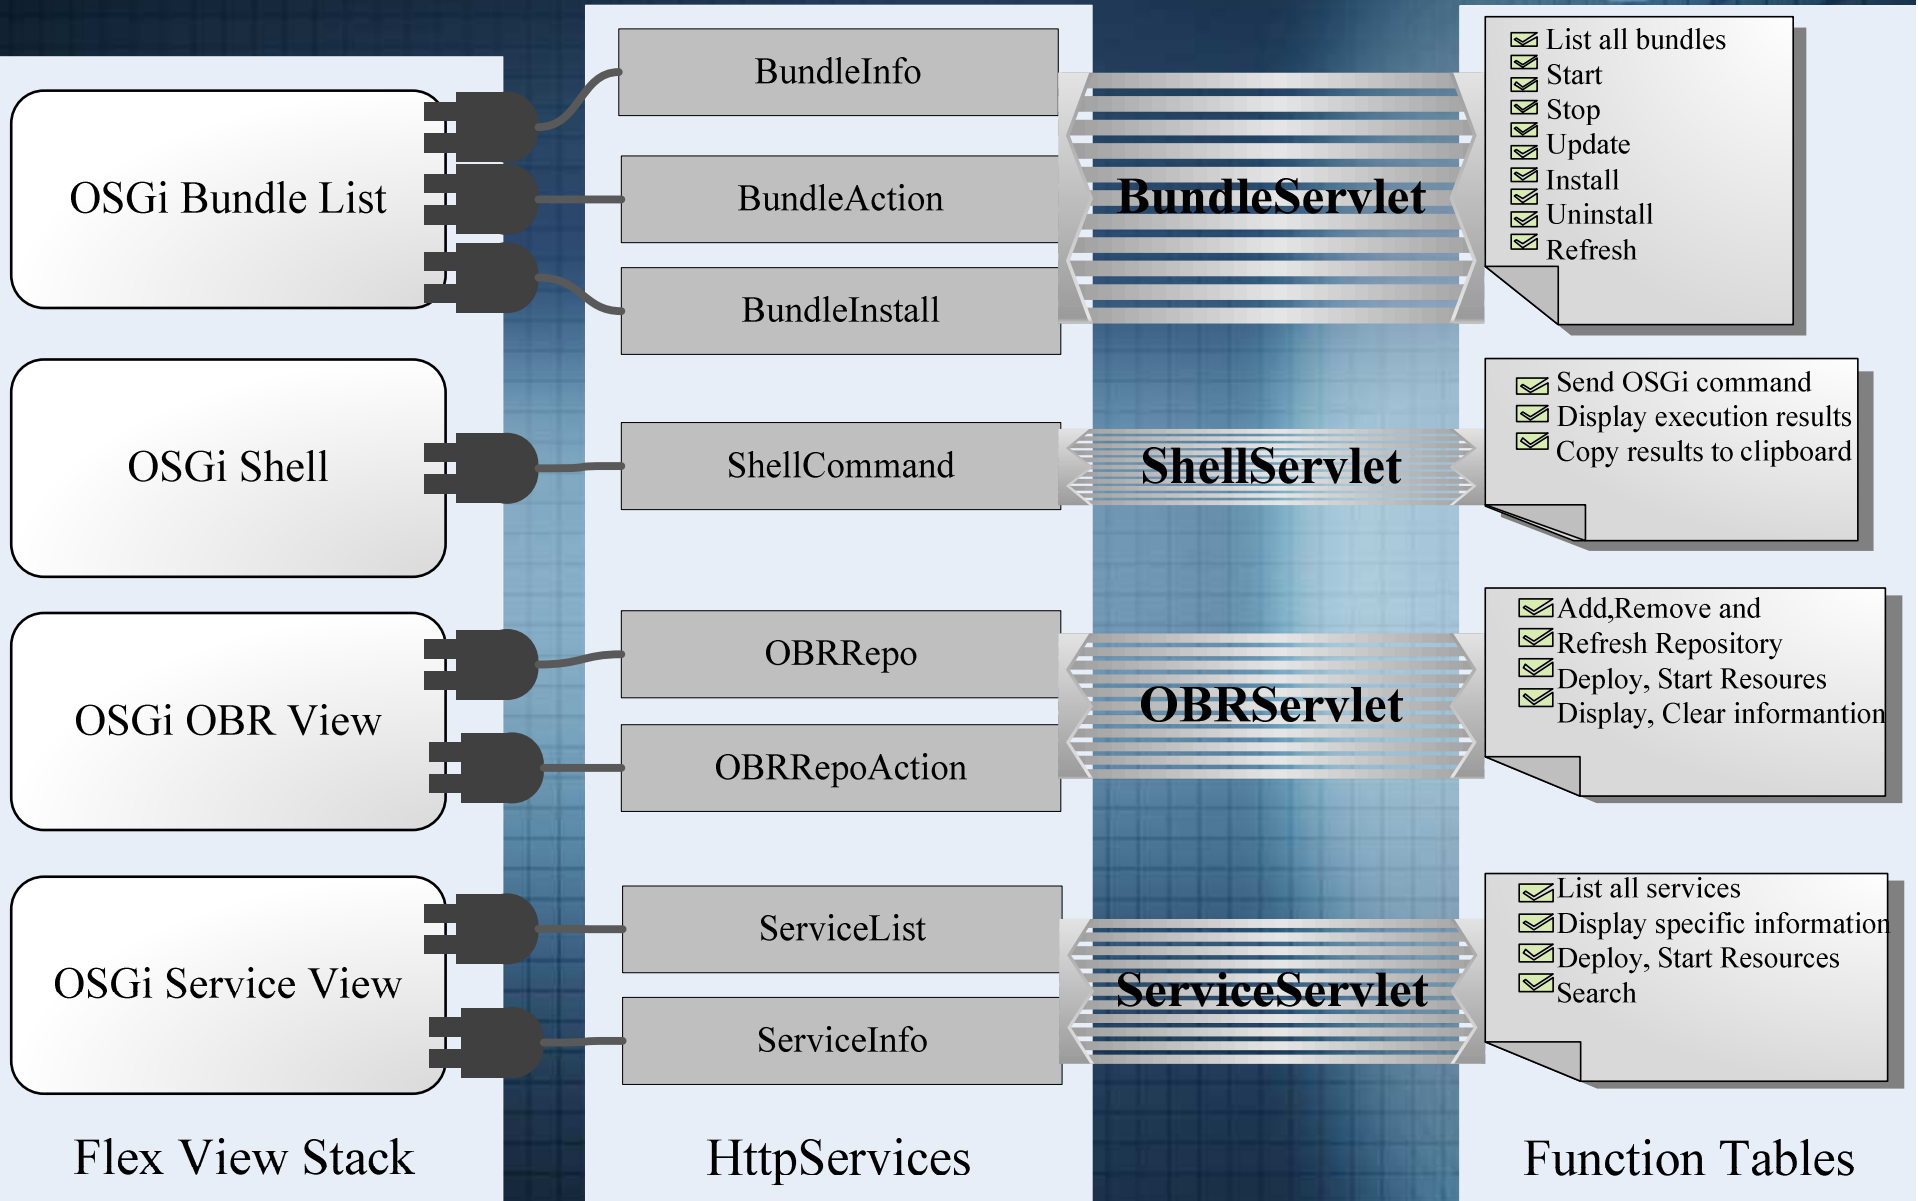 OSGi Bundle List
BundleInfo
BundleAction
BundleInstall
BundleServlet
List all bundles
Start
Stop
Update
Install
Uninstall
Refresh
OSGi Shell
ShellCommand
ShellServlet
Send OSGi command
Display execution results
Copy results to clipboard
OSGi OBR View
OBRRepo
OBRRepoAction
OBRServlet
Add,Remove and
Refresh Repository
Deploy, Start Resoures
Display, Clear informantion
OSGi Service View
ServiceList
ServiceInfo
ServiceServlet
List all services
Display specific information
Deploy, Start Resources
Search
Flex View Stack
HttpServices
Function Tables